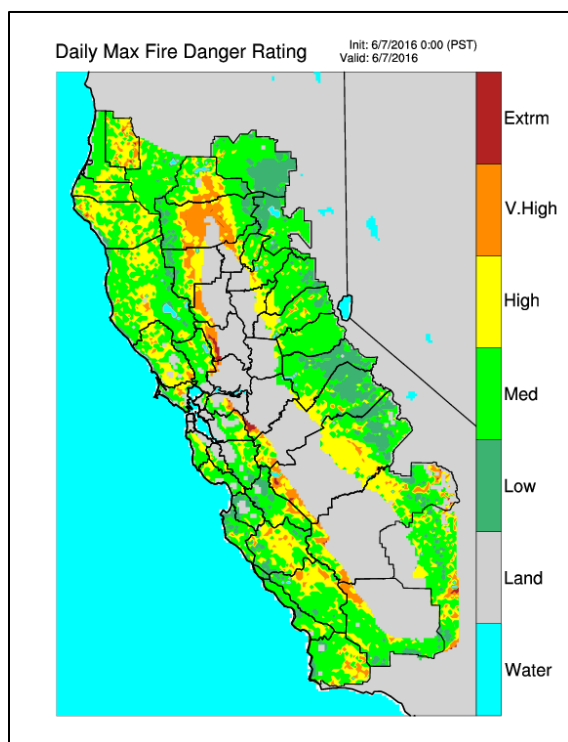 Daily Max Fire Danger Rating
Init: 6/7/2016 0:00 (PST)
Valid: 6/7/2016
Extrm
V.High
High
Med
Low
Land
Water